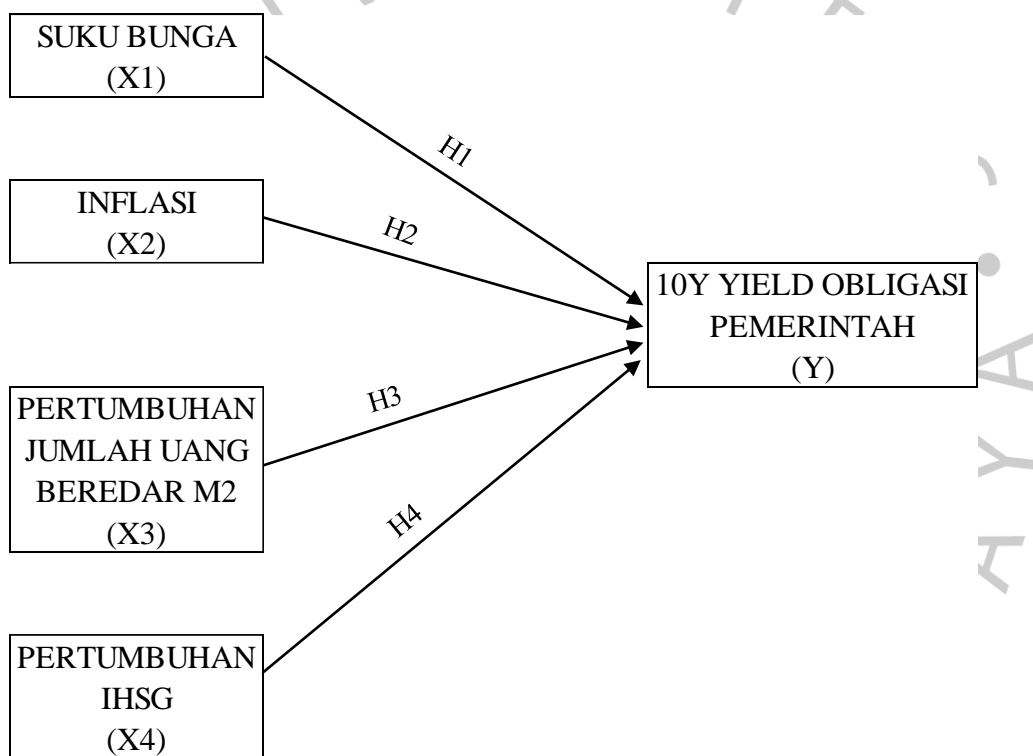 SUKU BUNGA
(X1)
H1
INFLASI
(X2)
H2
10Y YIELD OBLIGASI
PEMERINTAH
(Y)
PERTUMBUHAN
JUMLAH UANG
BEREDAR M2
(X3)
H3
H4
PERTUMBUHAN
IHSG
(X4)
A Y A